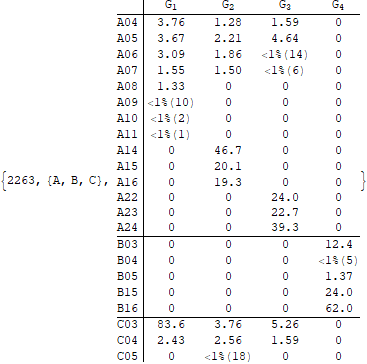 G1 G2 G3 G4
A04 3.76 1.28 1.59 0
A05 3.67 2.21 4.64 0
A06 3.09 1.86 <1%(14) 0
A07 1.55 1.50 <1%(6) 0
A08 1.33 0 0 0
A09 <1%(10) 0 0 0
A10 <1%(2) 0 0 0
A11 <1%(1) 0 0 0
A14 0 46.7 0 0
A15 0 20.1 0 0
{2263, {A, B, C}, A16 0 19.3 0 0 }
A22 0 0 24.0 0
A23 0 0 22.7 0
A24 0 0 39.3 0
B03 0 0 0 12.4
B04 0 0 0 <1%(5)
B05 0 0 0 1.37
B15 0 0 0 24.0
B16 0 0 0 62.0
C03 83.6 3.76 5.26 0
C04 2.43 2.56 1.59 0
C05 0 <1%(18) 0 0